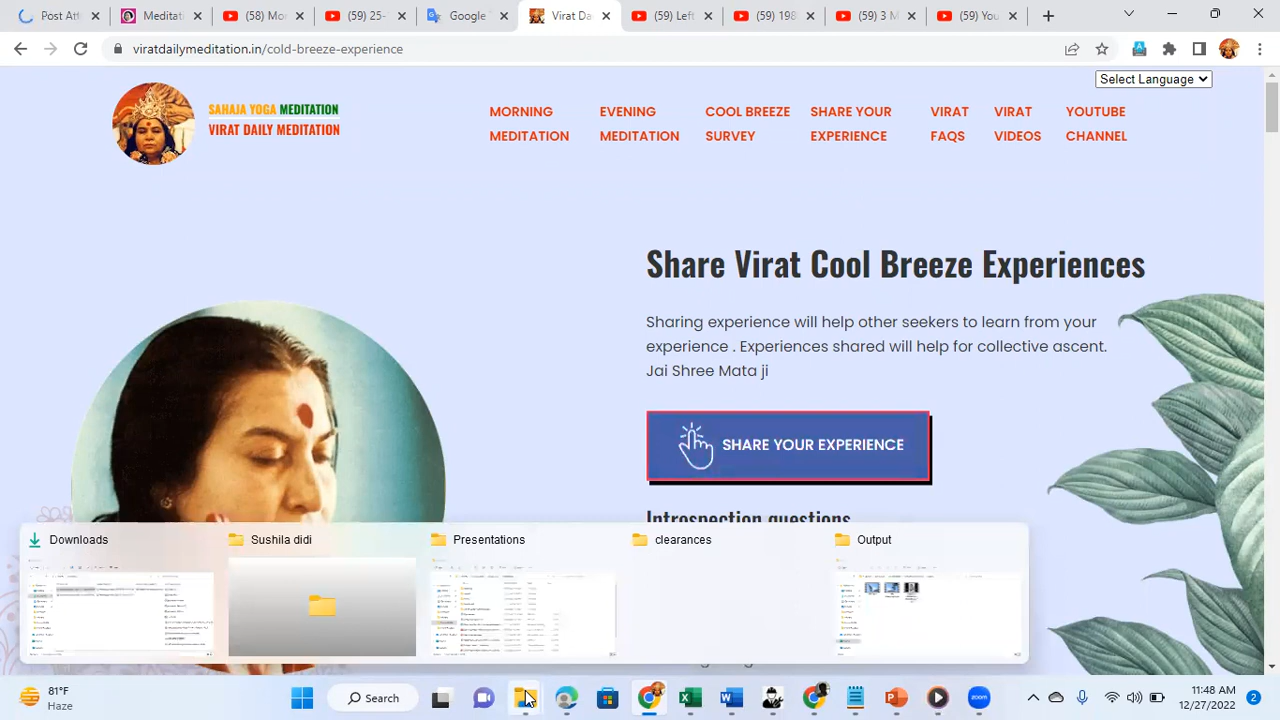 Post Atte
Meditati
(58) Mor
(59) 25-
Google
Virat Dai
(59) Left
(59) 198
(59) 3 M
(59) You
viratdailymeditation.in/cold-breeze-experience
Select Language
SAHAJA YOGA MEDITATION
VIRAT DAILY MEDITATION
MORNING MEDITATION
EVENING MEDITATION
COOL BREEZE SURVEY
SHARE YOUR EXPERIENCE
VIRAT FAQS
VIRAT VIDEOS
YOUTUBE CHANNEL
Share Virat Cool Breeze Experiences
Sharing experience will help other seekers to learn from your
experience . Experiences shared will help for collective ascent.
Jai Shree Mata ji
SHARE YOUR EXPERIENCE
Introspection questions
Downloads
Sushila didi
Presentations
clearances
Output
81°F
Haze
Search
11:48 AM
12/27/2022
2